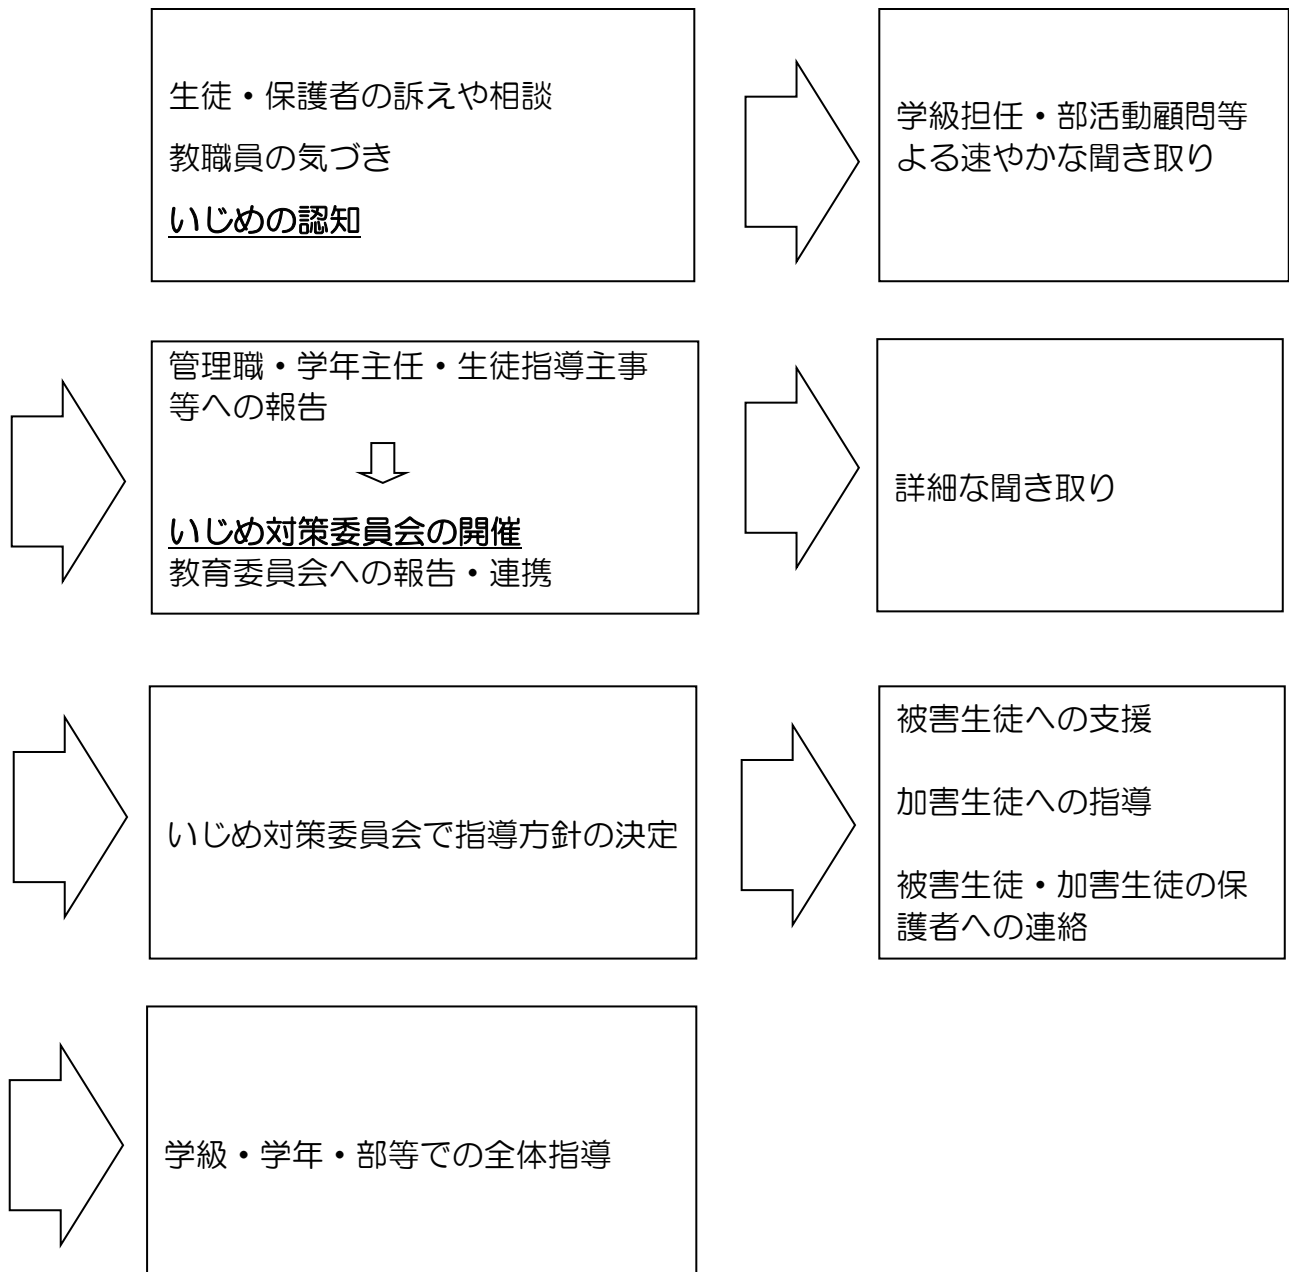 生徒・保護者の訴えや相談
教職員の気づき
いじめの認知
学級担任・部活動顧問等
よる速やかな聞き取り
管理職・学年主任・生徒指導主事
等への報告
いじめ対策委員会の開催
教育委員会への報告・連携
詳細な聞き取り
いじめ対策委員会で指導方針の決定
被害生徒への支援
加害生徒への指導
被害生徒・加害生徒の保
護者への連絡
学級・学年・部等での全体指導